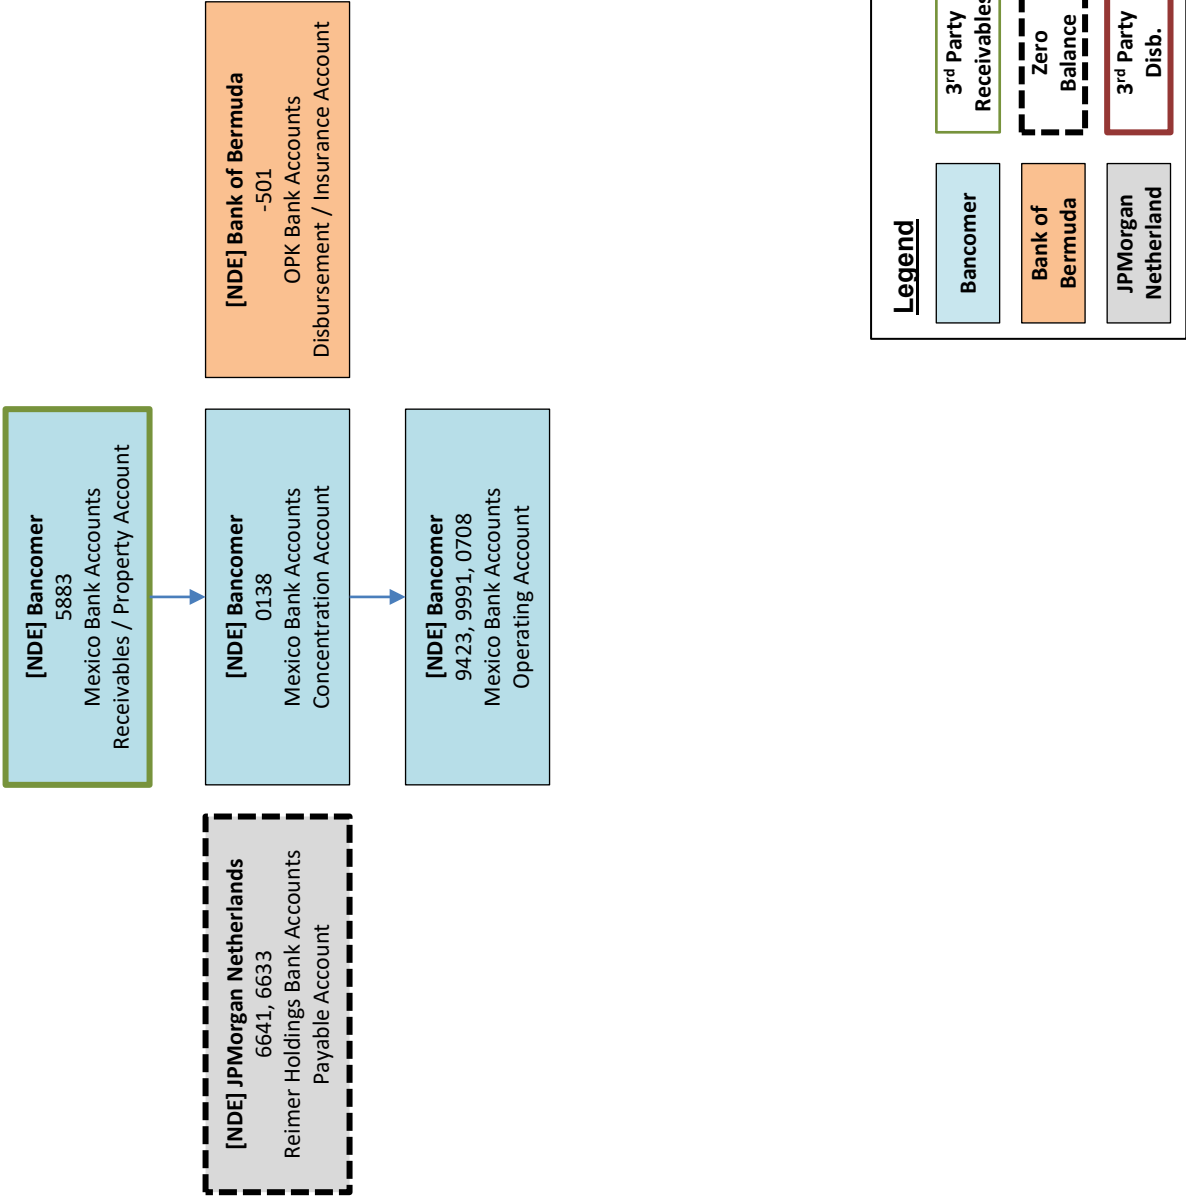 [NDE] JPMorgan Netherlands
6641, 6633
Reimer Holdings Bank Accounts
Payable Account
[NDE] Bancomer
5883
Mexico Bank Accounts
Receivables / Property Account
[NDE] Bancomer
0138
Mexico Bank Accounts
Concentration Account
[NDE] Bancomer
9423, 9991, 0708
Mexico Bank Accounts
Operating Account
[NDE] Bank of Bermuda
-501
OPK Bank Accounts
Disbursement / Insurance Account
Legend
Bancomer
3rd Party
Receivables
Bank of
Bermuda
Zero
Balance
JPMorgan
Netherland
3rd Party
Disb.